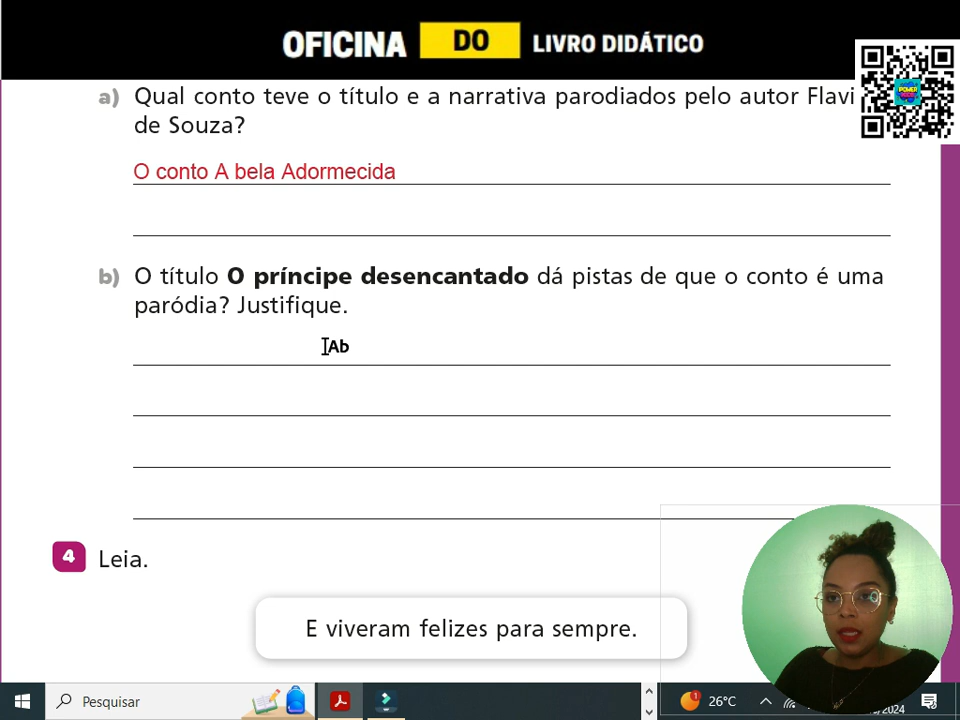 OFICINA DO LIVRO DIDÁTICO
a) Qual conto teve o título e a narrativa parodiados pelo autor Flavi
de Souza?
O conto A bela Adormecida
b) O título O príncipe desencantado dá pistas de que o conto é uma
paródia? Justifique.
Ab
4 Leia.
E viveram felizes para sempre.
Pesquisar
1
26°C
/2024